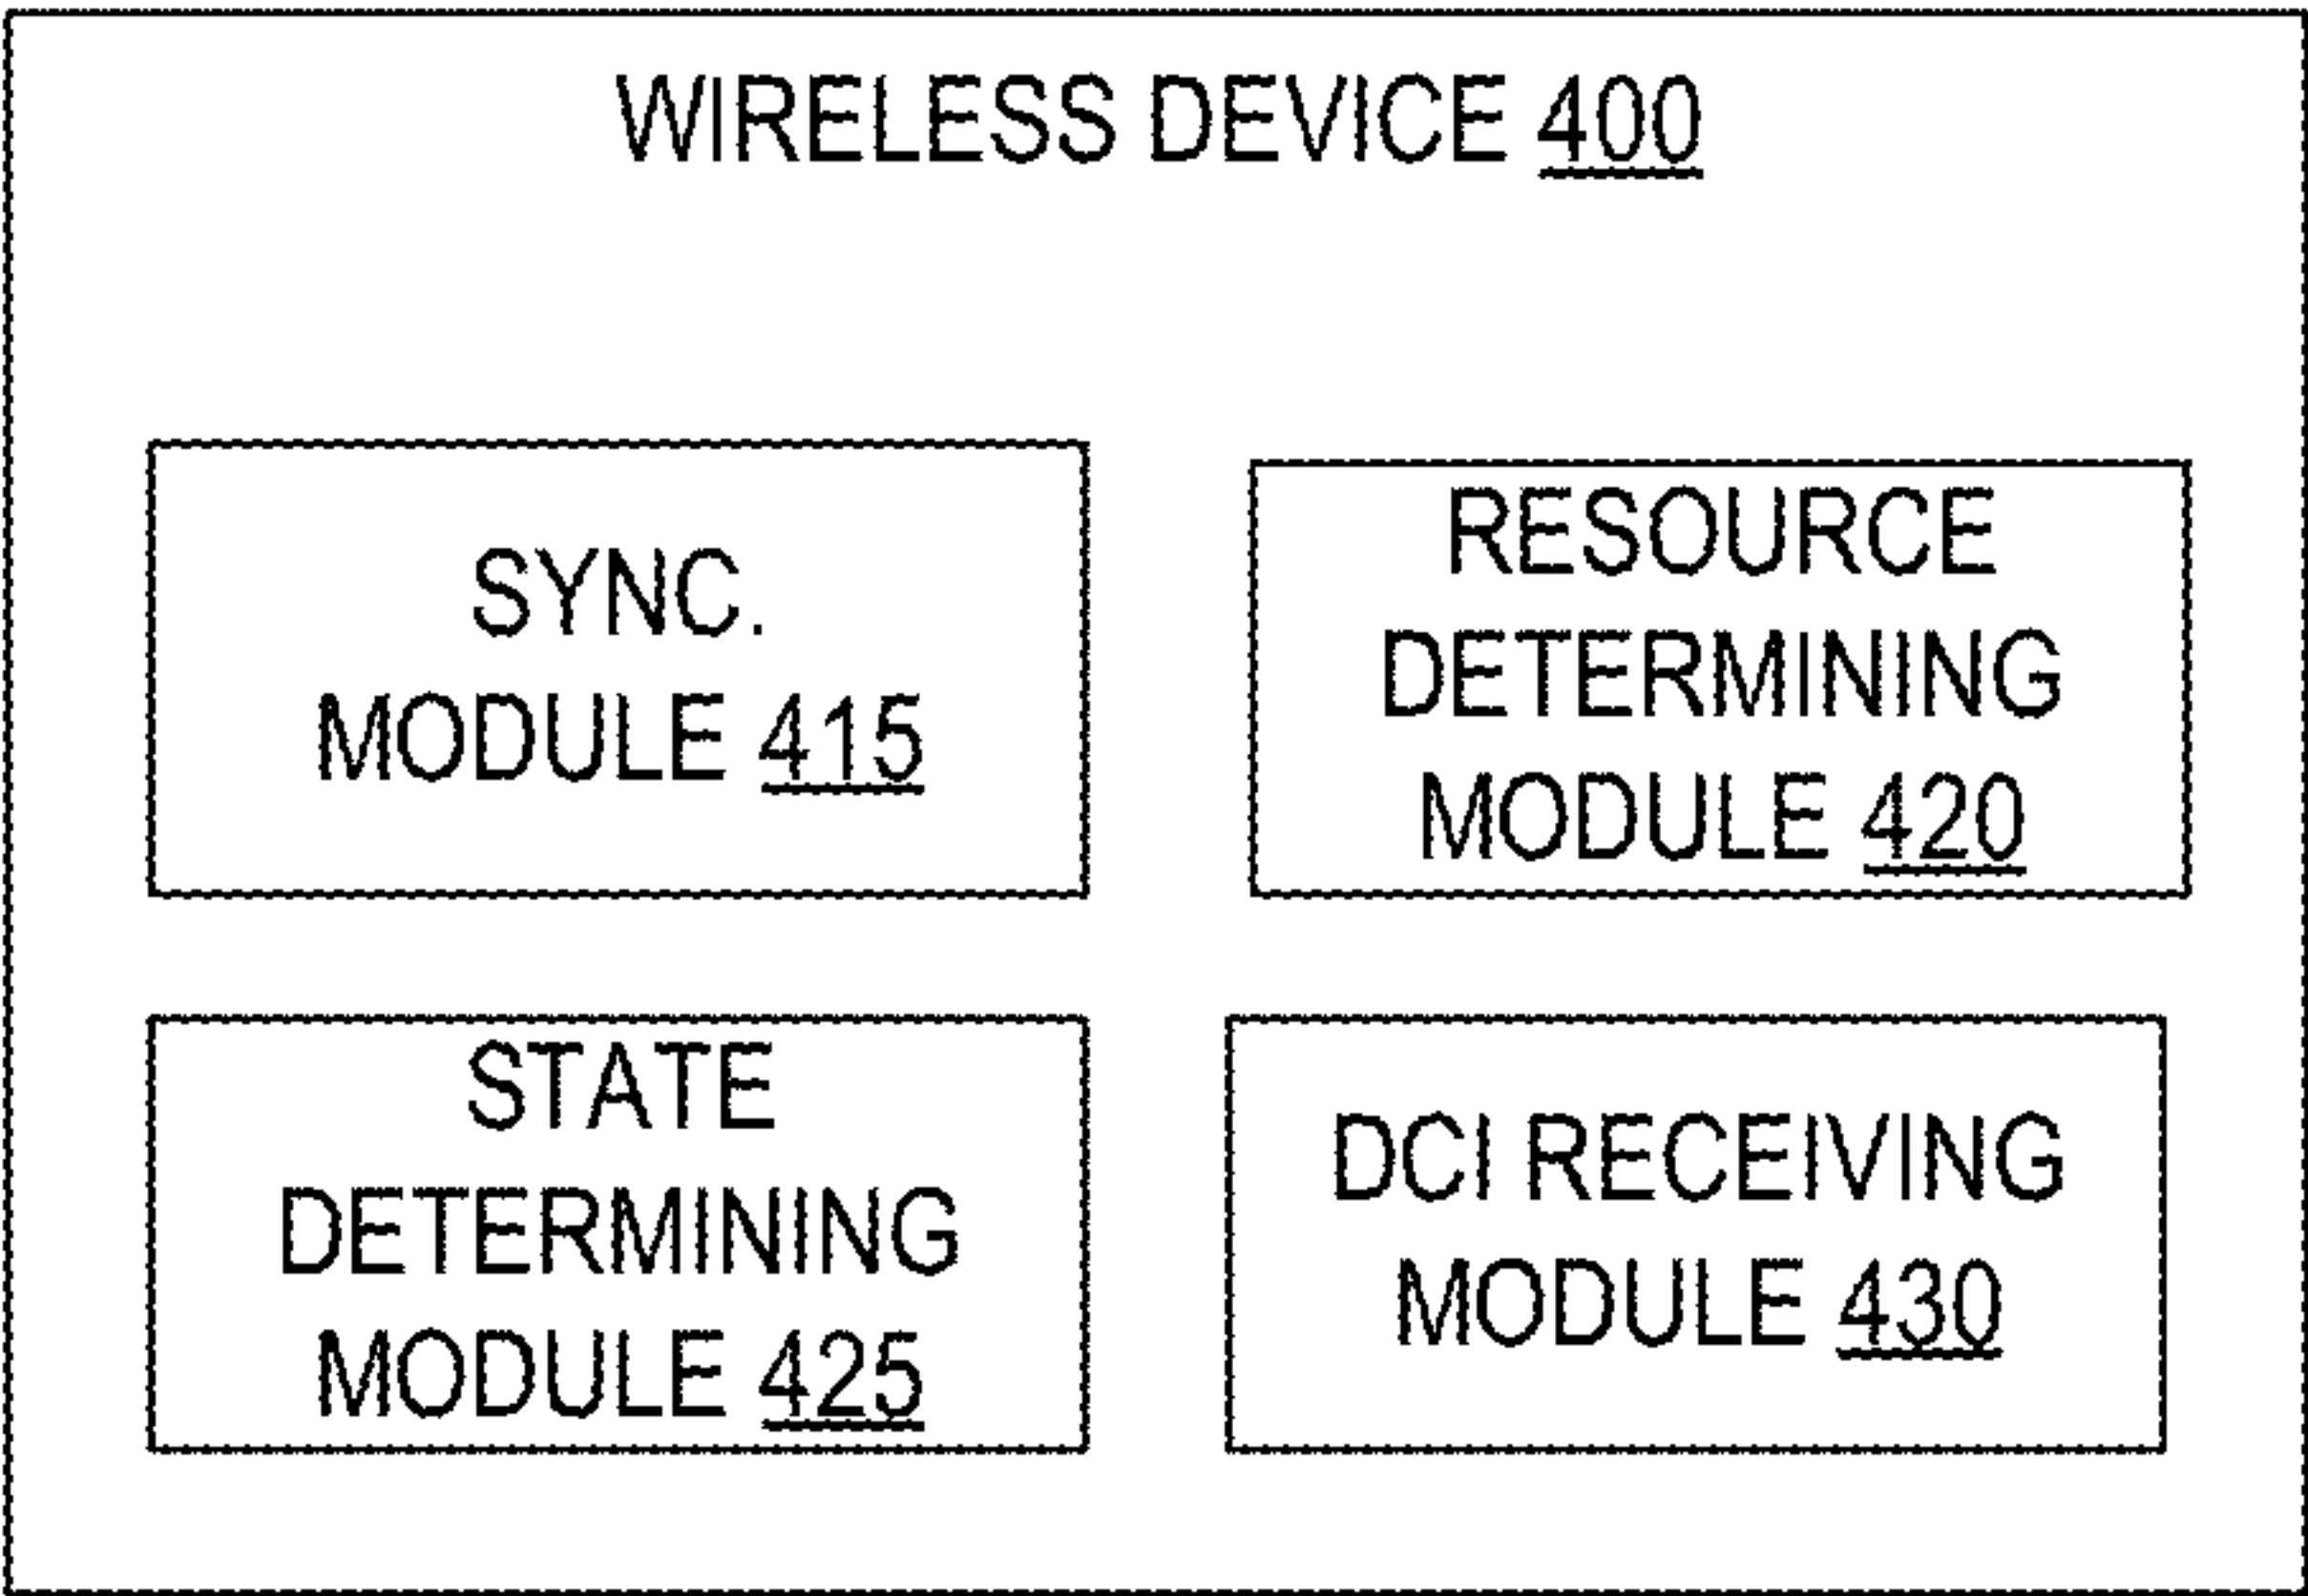 WIRELESS DEVICE 400
SYNC.
MODULE 415
RESOURCE
DETERMINING
MODULE 420
STATE
DETERMINING
MODULE 425
DCI RECEIVING
MODULE 430